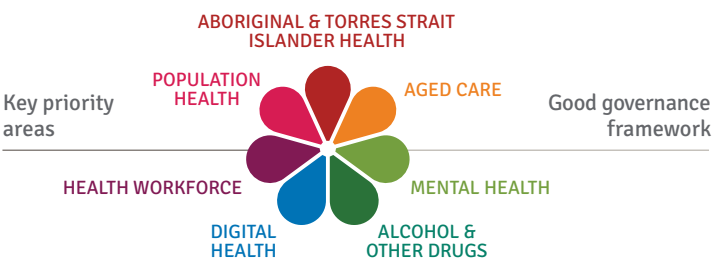 ABORIGINAL & TORRES STRAIT
ISLANDER HEALTH
POPULATION
HEALTH
AGED CARE
Key priority
areas
Good governance
framework
HEALTH WORKFORCE
MENTAL HEALTH
DIGITAL
HEALTH
ALCOHOL &
OTHER DRUGS